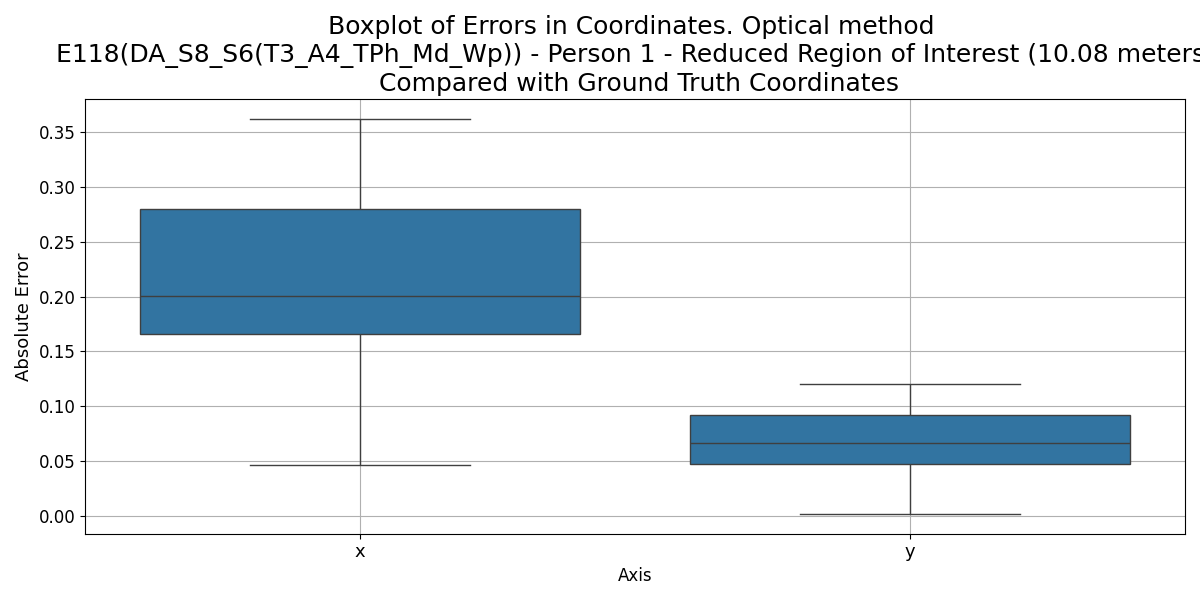 Boxplot of Errors in Coordinates. Optical method
E118(DA_S8_S6(T3_A4_TPh_Md_Wp)) - Person 1 - Reduced Region of Interest (10.08 meters
Compared with Ground Truth Coordinates
0.35
0.30
0.25
0.20
0.15
0.10
0.05
0.00
Absolute Error
x y
Axis